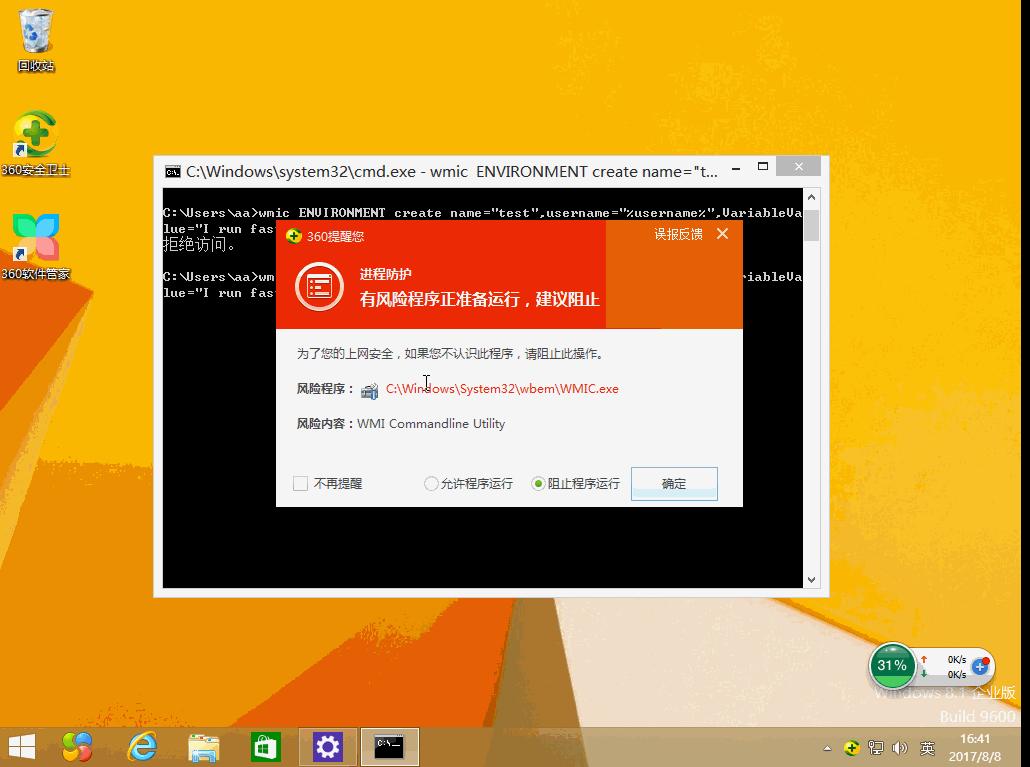 回收站
360安全卫士
360软件管家
C:\Windows\system32\cmd.exe - wmic  ENVIRONMENT create name="t...
C:\Users\aa>wmic ENVIRONMENT create name="test",username="%username%",VariableVa
lue="I run fas
拒绝访问。
C:\Users\aa>wm
riableVa
lue="I run fas
360提醒您
误报反馈
进程防护
有风险程序正准备运行，建议阻止
为了您的上网安全，如果您不认识此程序，请阻止此操作。
风险程序： C:\Windows\System32\wbem\WMIC.exe
风险内容：WMI Commandline Utility
不再提醒 允许程序运行 阻止程序运行 确定
31% 0K/s
0K/s
Windows 8.1 企业版
Build 9600
英 16:41
2017/8/8